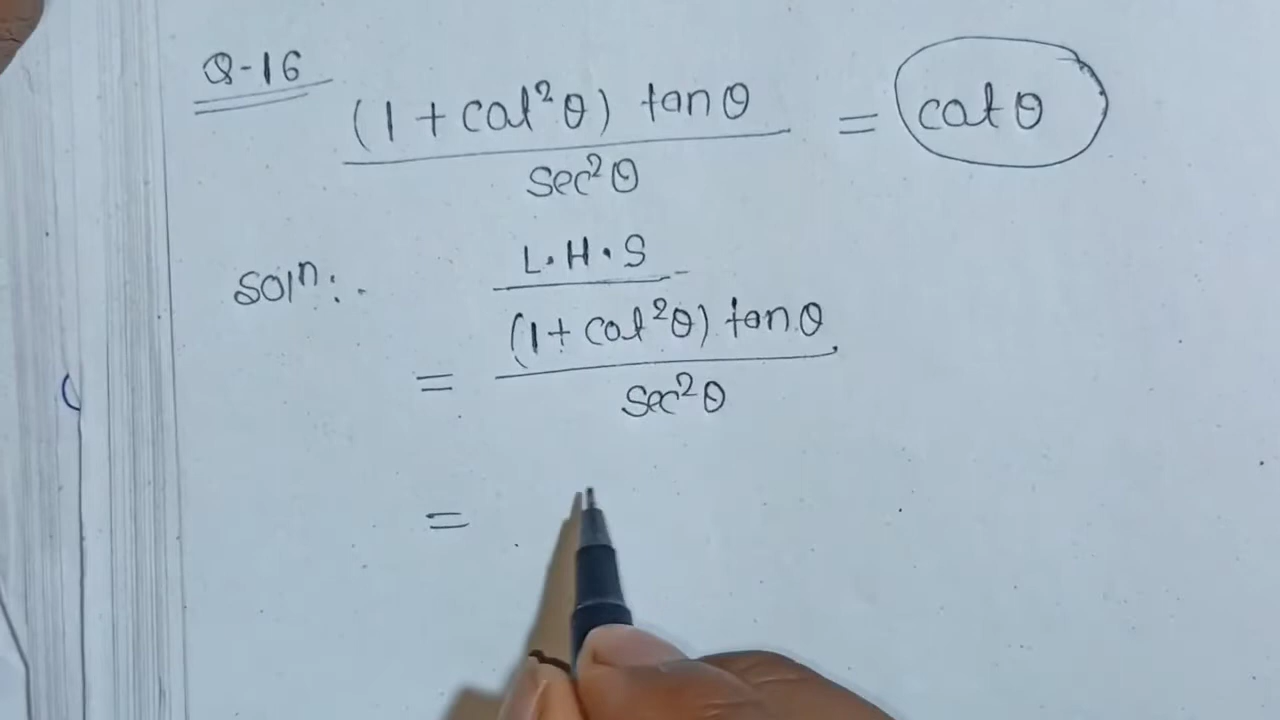 Q-16
(1 + cot²θ) tanθ
sec²θ
= cotθ
Solⁿ:.
L.H.S
= (1 + cot²θ) tanθ
sec²θ
=